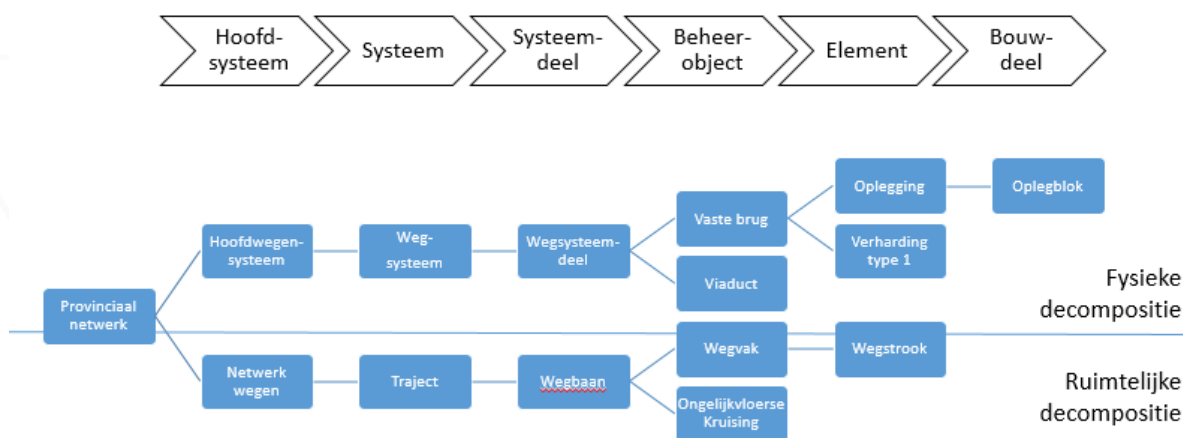 Hoofd-
systeem
Systeem
Systeem-
deel
Beheer-
object
Element
Bouw-
deel
Oplegging
Oplegblok
Vaste brug
Hoofdwegen-
systeem
Weg-
systeem
Wegsysteem-
deel
Verharding
type 1
Viaduct
Fysieke
decompositie
Provinciaal
netwerk
Wegvak
Wegstrook
Netwerk
wegen
Traject
Wegbaan
Ongelijkvloerse
Kruising
Ruimtelijke
decompositie